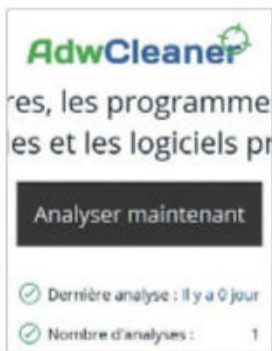 AdwCleaner
res, les programme
les et les logiciels pr
Analyser maintenant
Dernière analyse : Il y a 0 jour
Nombre d'analyses : 1